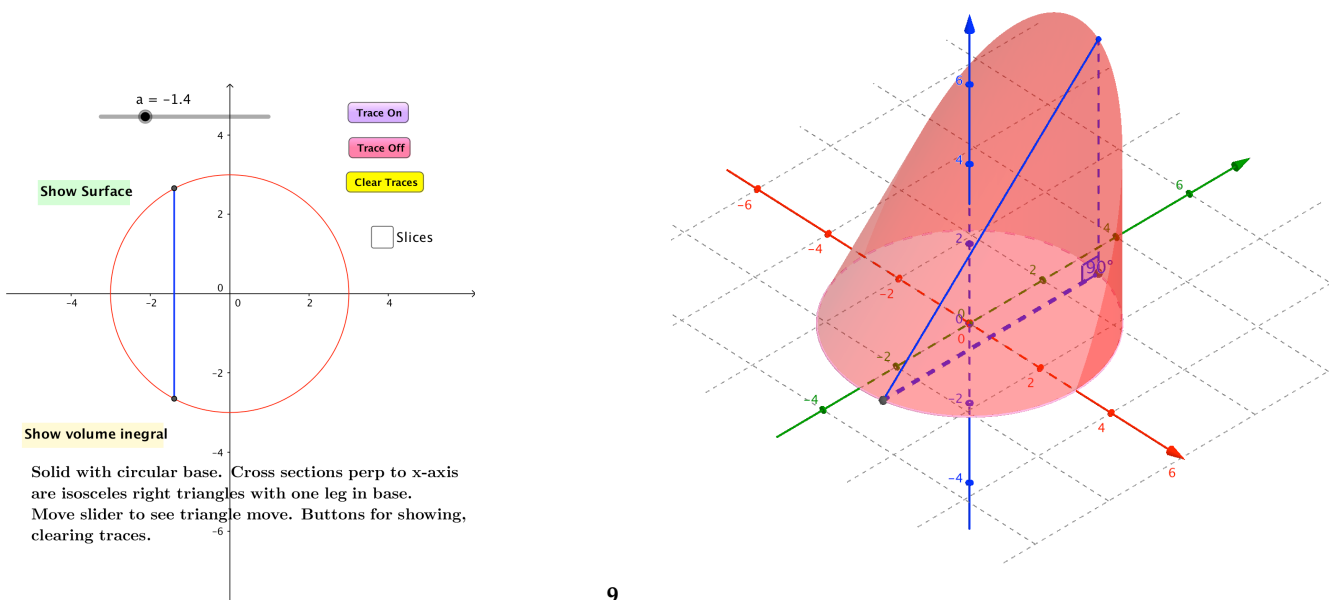 a = −1.4
Trace On
Trace Off
Clear Traces
Slices
Show Surface
4
2
0
0
−4
−2
2
4
−2
−4
−6
Show volume inegral
Solid with circular base. Cross sections perp to x-axis
are isosceles right triangles with one leg in base.
Move slider to see triangle move. Buttons for showing,
clearing traces.
9
6
4
2
0
0
0
−2
−4
−6
−4
−2
2
4
6
−4
−2
2
4
6
90°